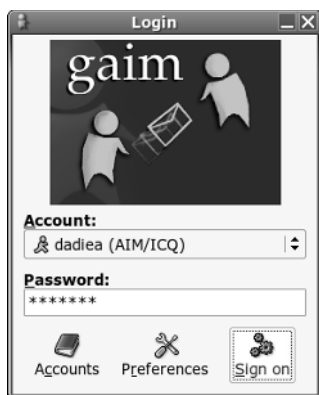 Login
gaim
Account:
dadiea (AIM/ICQ)
Password:
*******
Accounts Preferences Sign on